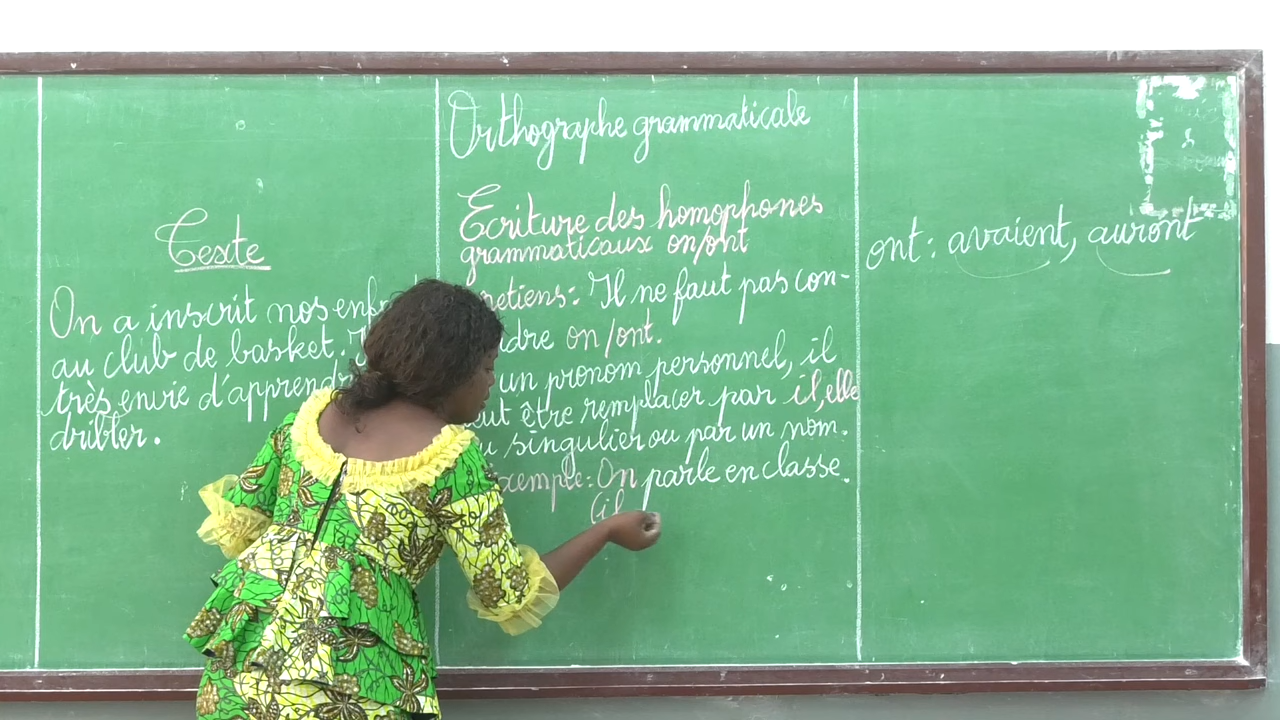 Texte
On a inscrit nos enf
au club de basket.
très envie d'apprendr
dribler.
Orthographe grammaticale
Ecriture des homophones
grammaticaux on/ont
retiens: Il ne faut pas con-
dre on/ont.
un pronom personnel, il
eut être remplacer par il, elle
u singulier ou par un nom.
xemple: On parle en classe.
(il
ont: avaient, auront